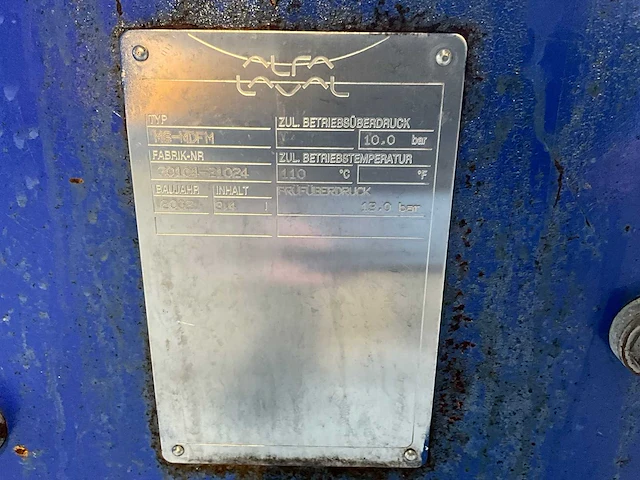 ALFA
LAVAL
TYP ZUL. BETRIEBSÜBERDRUCK
M6-MDFM 10.0 bar
FABRIK-NR ZUL. BETRIEBSTEMPERATUR
110 °C °F
BAUJAHR INHALT PRÜFÜBERDRUCK
l 13.0 bar